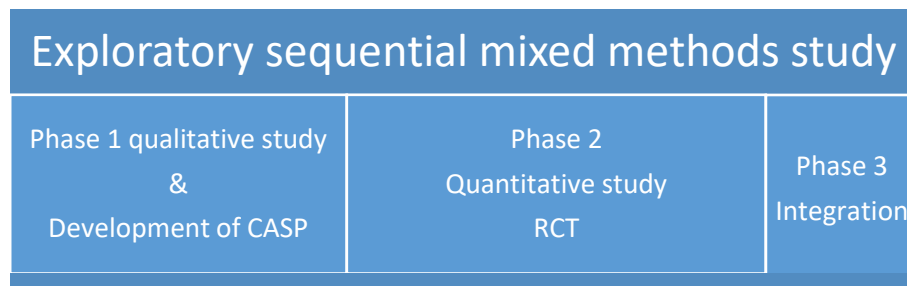 Exploratory sequential mixed methods study
Phase 1 qualitative study
&
Development of CASP
Phase 2
Quantitative study
RCT
Phase 3
Integration